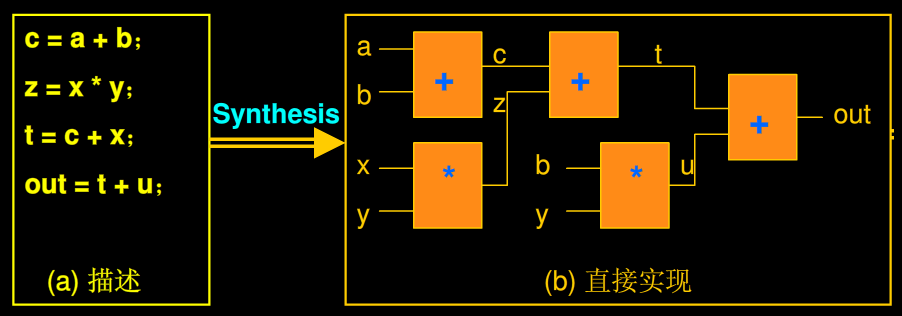 c = a + b;
z = x * y;
t = c + x;
out = t + u;
(a) 描述
Synthesis
a
b
+
c
z
+
t
+
out
x
y
*
b
y
*
u
(b) 直接实现